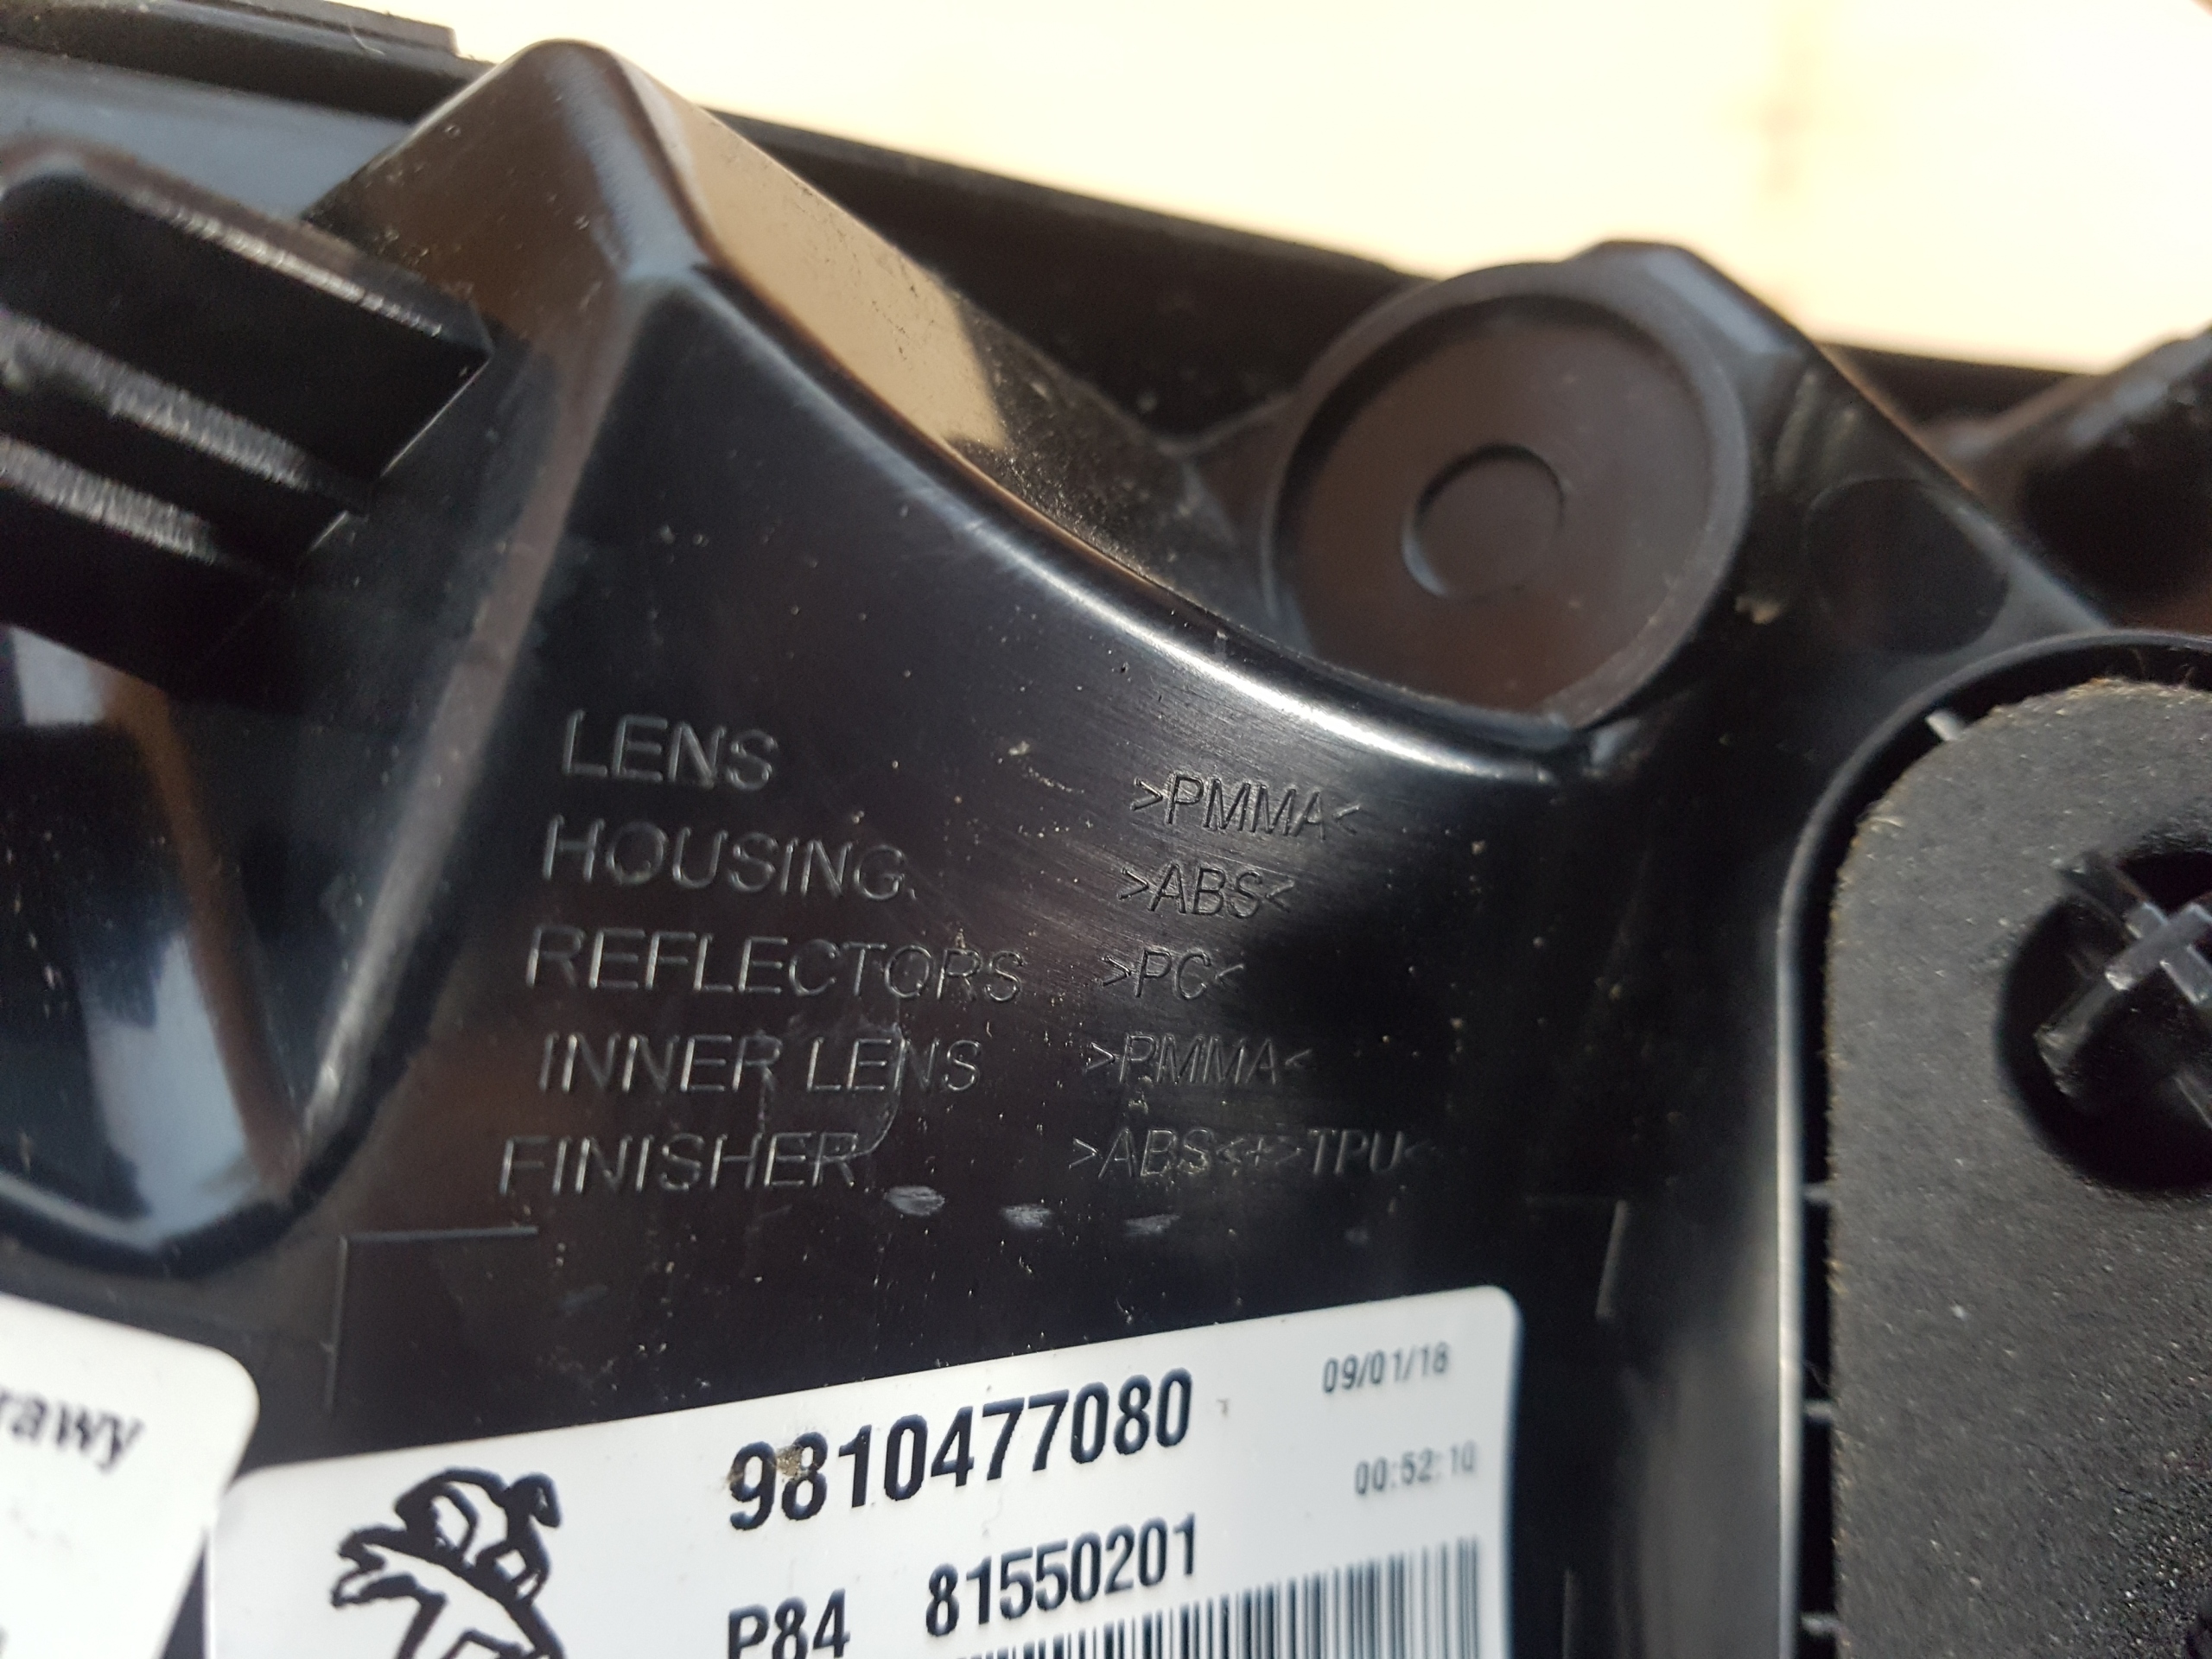 LENS >PMMA<
HOUSING >ABS<
REFLECTORS >PC<
INNER LENS >PMMA<
FINISHER >ABS<+>TPU<
rawy
9810477080
09/01/18
00:52:10
P84 81550201